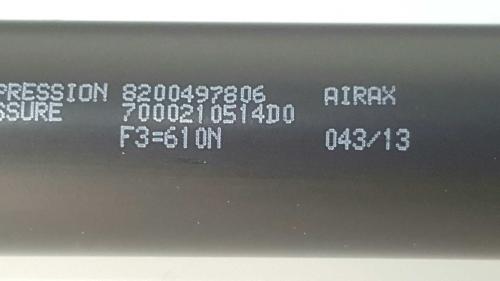 PRESSION 8200497806 AIRAX
SSURE 7000210514D0
F3=610N 043/13